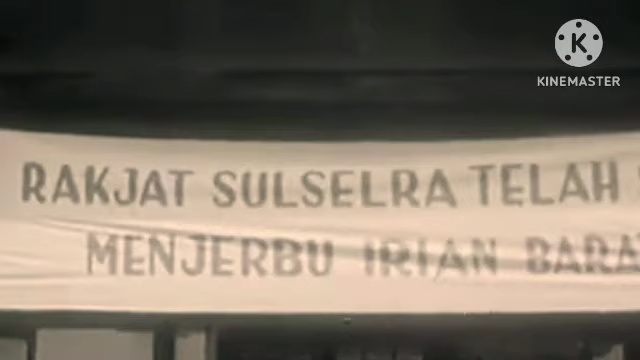 KINEMASTER
RAKJAT SULSELRA TELAH
MENJERBU IRIAN BARA